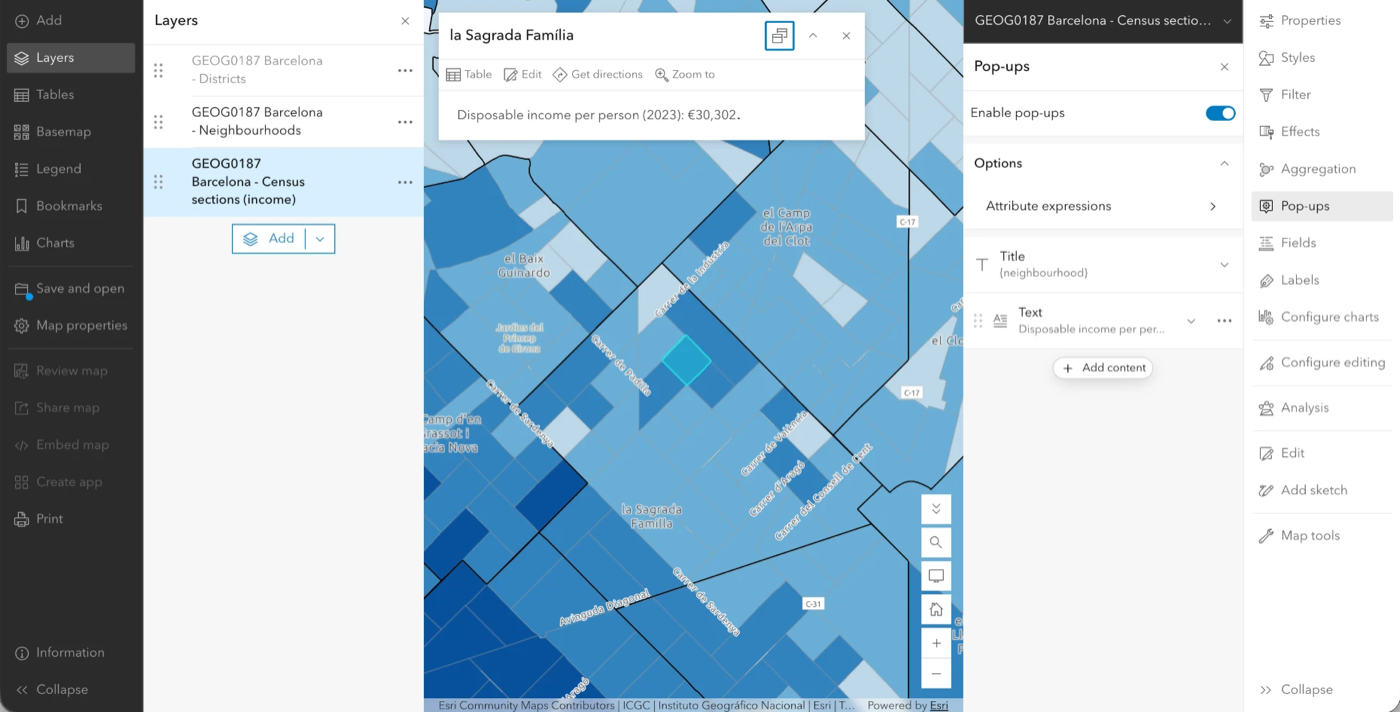 Add
Layers
Tables
Basemap
Legend
Bookmarks
Charts
Save and open
Map properties
Review map
Share map
Embed map
Create app
Print
Information
Collapse
Layers
GEOG0187 Barcelona
- Districts
GEOG0187 Barcelona
- Neighbourhoods
GEOG0187
Barcelona - Census
sections (income)
Add
la Sagrada Família
Table
Edit
Get directions
Zoom to
Disposable income per person (2023): €30,302.
el Camp
de l'Arpa
del Clot
C-17
el Baix
Guinardó
Carrer de la Indústria
Jardins del
Príncep
de Girona
Carrer de Padilla
el Clo
C-17
Carrer de Sardenya
Camp d'en
Grassot i
Gràcia Nova
Carrer de València
Carrer d'Aragó
Carrer del Consell de Cent
la Sagrada
Família
Carrer de Sardenya
Avinguda Diagonal
C-31
Aragó
Esri Community Maps Contributors | ICGC | Instituto Geográfico Nacional | Esri | T...
Powered by Esri
GEOG0187 Barcelona - Census sectio...
Pop-ups
Enable pop-ups
Options
Attribute expressions
Title
{neighbourhood}
Text
Disposable income per per...
Add content
Properties
Styles
Filter
Effects
Aggregation
Pop-ups
Fields
Labels
Configure charts
Configure editing
Analysis
Edit
Add sketch
Map tools
Collapse